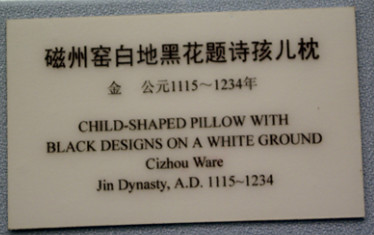 磁州窑白地黑花题诗孩儿枕
金 公元1115～1234年
CHILD-SHAPED PILLOW WITH
BLACK DESIGNS ON A WHITE GROUND
Cizhou Ware
Jin Dynasty, A.D. 1115~1234